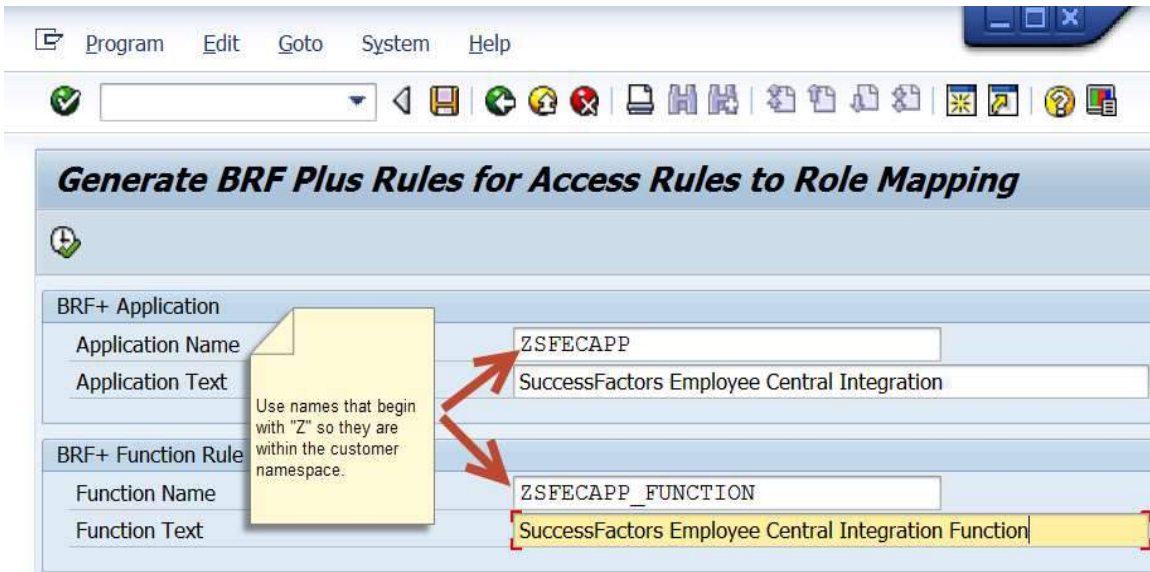 Program Edit Goto System Help
Generate BRF Plus Rules for Access Rules to Role Mapping
BRF+ Application
Application Name ZSFECAPP
Application Text SuccessFactors Employee Central Integration
Use names that begin
with "Z" so they are
within the customer
namespace.
BRF+ Function Rule
Function Name ZSFECAPP_FUNCTION
Function Text SuccessFactors Employee Central Integration Function